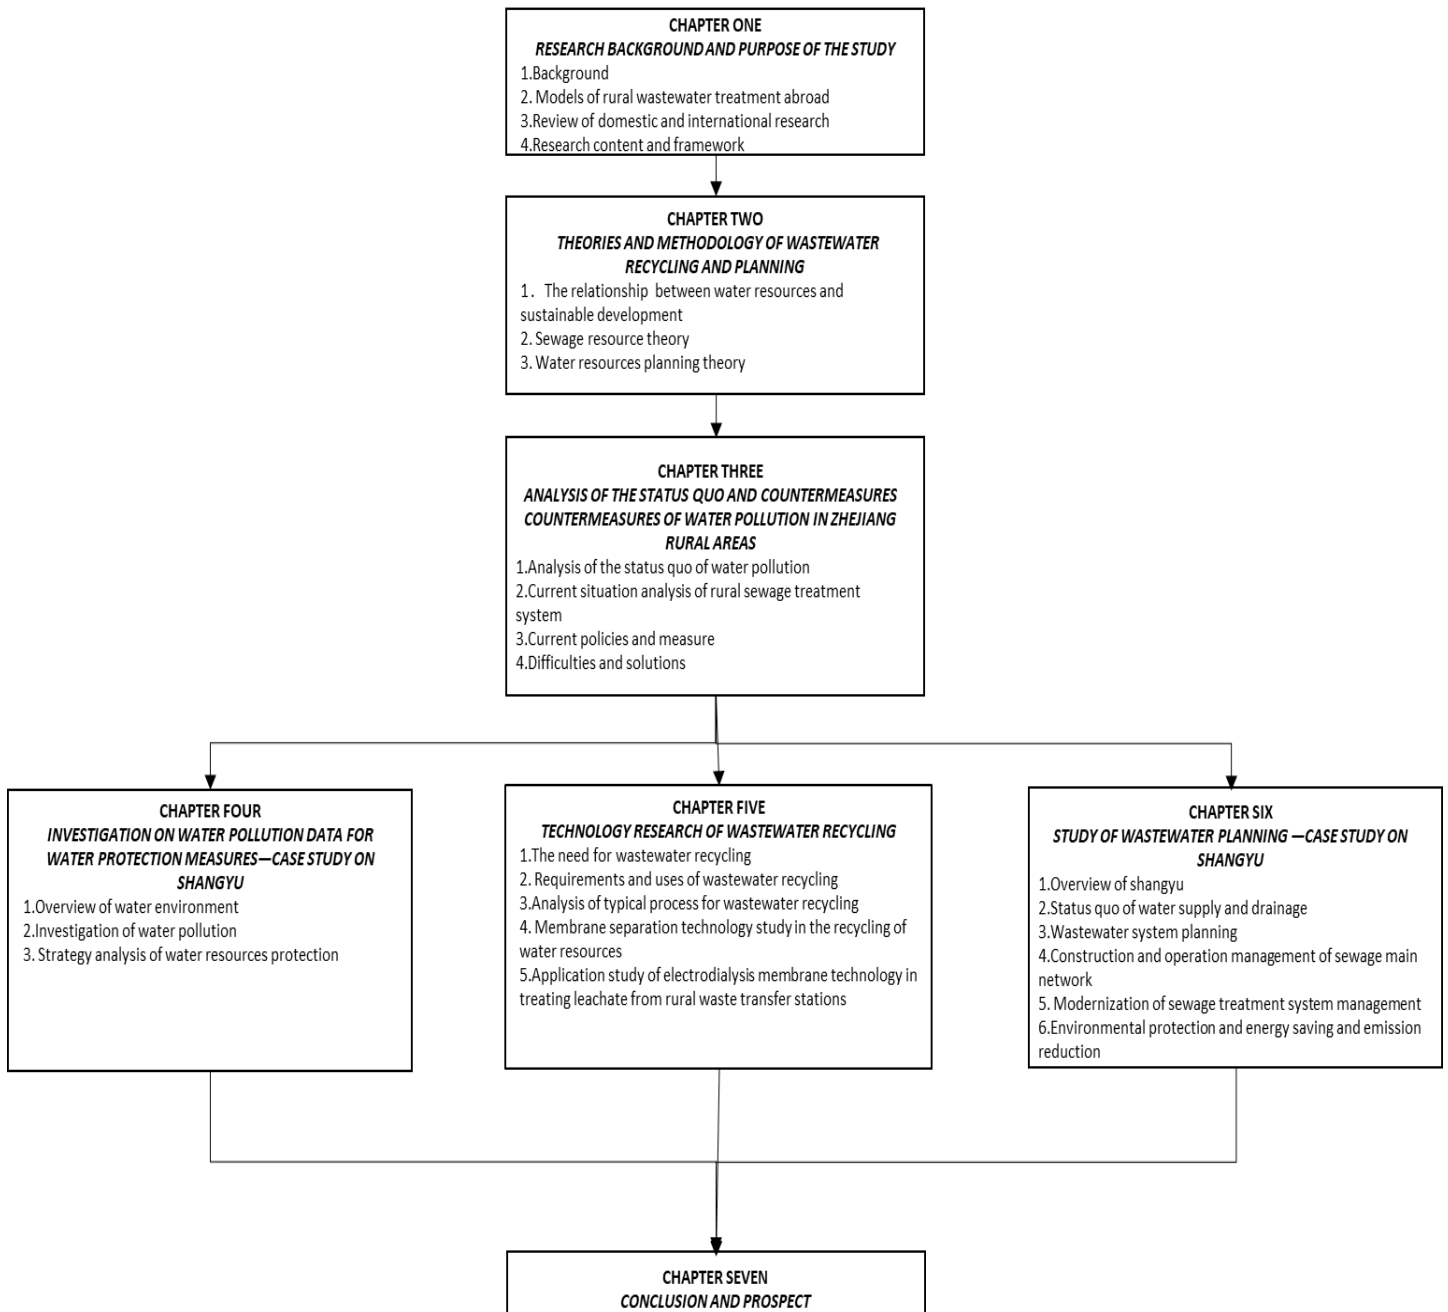 CHAPTER ONE
RESEARCH BACKGROUND AND PURPOSE OF THE STUDY
1.Background
2. Models of rural wastewater treatment abroad
3.Review of domestic and international research
4.Research content and framework
CHAPTER TWO
THEORIES AND METHODOLOGY OF WASTEWATER
RECYCLING AND PLANNING
1. The relationship between water resources and
sustainable development
2. Sewage resource theory
3. Water resources planning theory
CHAPTER THREE
ANALYSIS OF THE STATUS QUO AND COUNTERMEASURES
COUNTERMEASURES OF WATER POLLUTION IN ZHEJIANG
RURAL AREAS
1.Analysis of the status quo of water pollution
2.Current situation analysis of rural sewage treatment
system
3.Current policies and measure
4.Difficulties and solutions
CHAPTER FOUR
INVESTIGATION ON WATER POLLUTION DATA FOR
WATER PROTECTION MEASURES—CASE STUDY ON
SHANGYU
1.Overview of water environment
2.Investigation of water pollution
3. Strategy analysis of water resources protection
CHAPTER FIVE
TECHNOLOGY RESEARCH OF WASTEWATER RECYCLING
1.The need for wastewater recycling
2. Requirements and uses of wastewater recycling
3.Analysis of typical process for wastewater recycling
4. Membrane separation technology study in the recycling of
water resources
5.Application study of electrodialysis membrane technology in
treating leachate from rural waste transfer stations
CHAPTER SIX
STUDY OF WASTEWATER PLANNING —CASE STUDY ON
SHANGYU
1.Overview of shangyu
2.Status quo of water supply and drainage
3.Wastewater system planning
4.Construction and operation management of sewage main
network
5. Modernization of sewage treatment system management
6.Environmental protection and energy saving and emission
reduction
CHAPTER SEVEN
CONCLUSION AND PROSPECT